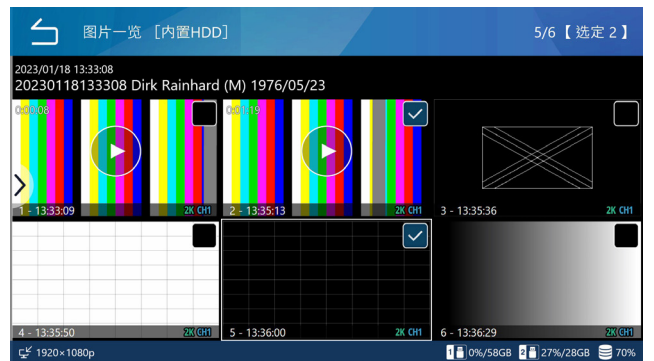 图片一览 [内置HDD]
5/6【 选定 2 】
2023/01/18 13:33:08
20230118133308 Dirk Rainhard (M) 1976/05/23
0:00:08
0:01:19
1 - 13:33:09 2K CH1
2 - 13:35:13 2K CH1
3 - 13:35:36 2K CH1
4 - 13:35:50 2K CH1
5 - 13:36:00 2K CH1
6 - 13:36:29 2K CH1
1920×1080p
1 0%/58GB 2 27%/28GB 70%